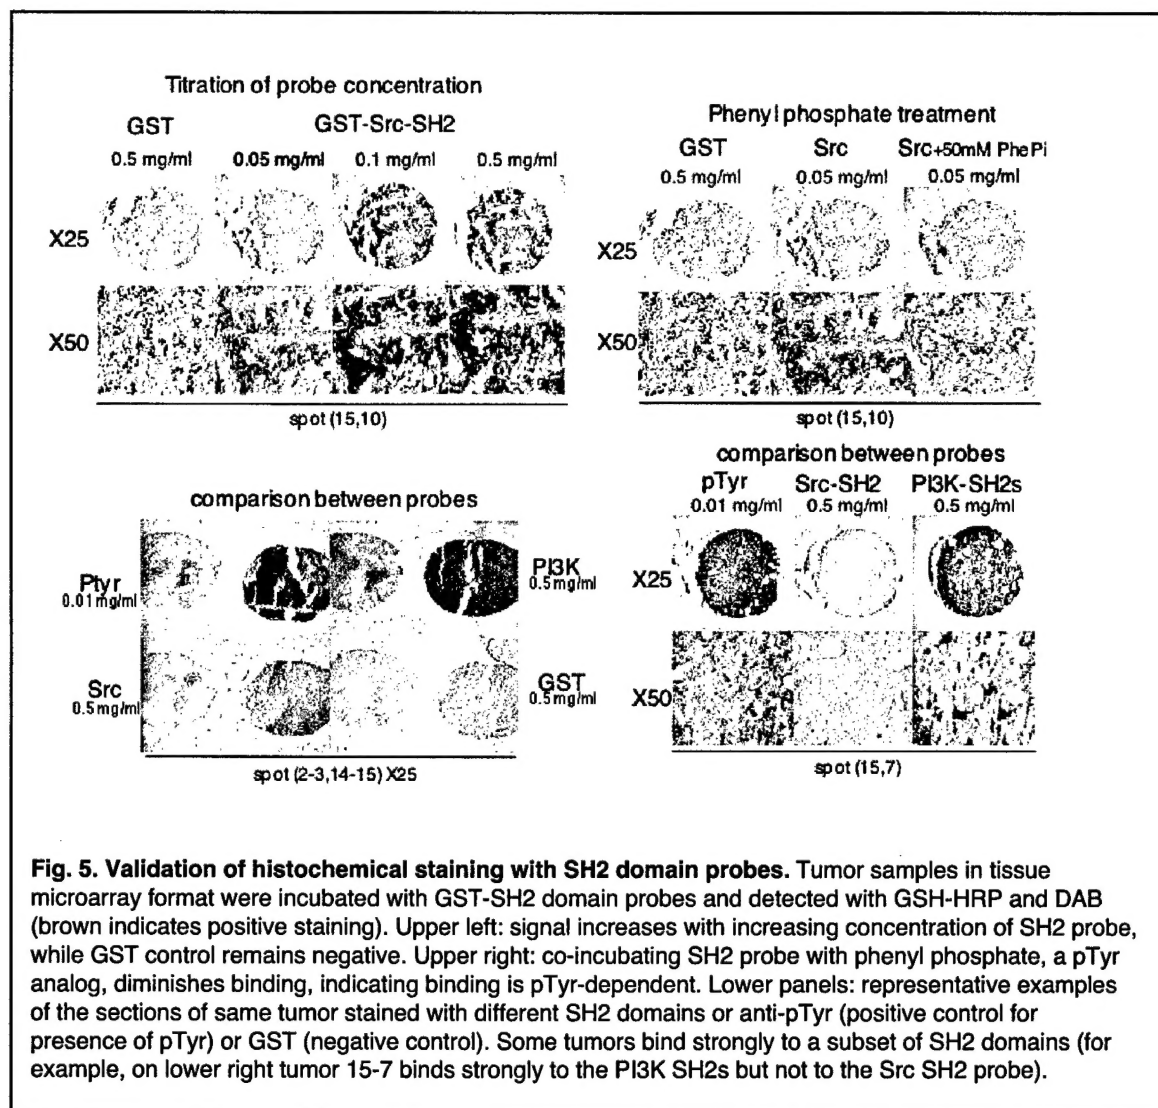 Titration of probe concentration
GST GST-Src-SH2
0.5 mg/ml 0.05 mg/ml 0.1 mg/ml 0.5 mg/ml
X25
X50
spot (15,10)
Phenyl phosphate treatment
GST Src Src+50mM PhePi
0.5 mg/ml 0.05 mg/ml 0.05 mg/ml
X25
X50
spot (15,10)
comparison between probes
Ptyr
0.01 mg/ml
PI3K
0.5 mg/ml
Src
0.5 mg/ml
GST
0.5 mg/ml
spot (2-3,14-15) X25
comparison between probes
pTyr Src-SH2 PI3K-SH2s
0.01 mg/ml 0.5 mg/ml 0.5 mg/ml
X25
X50
spot (15,7)
Fig. 5. Validation of histochemical staining with SH2 domain probes. Tumor samples in tissue
microarray format were incubated with GST-SH2 domain probes and detected with GSH-HRP and DAB
(brown indicates positive staining). Upper left: signal increases with increasing concentration of SH2 probe,
while GST control remains negative. Upper right: co-incubating SH2 probe with phenyl phosphate, a pTyr
analog, diminishes binding, indicating binding is pTyr-dependent. Lower panels: representative examples
of the sections of same tumor stained with different SH2 domains or anti-pTyr (positive control for
presence of pTyr) or GST (negative control). Some tumors bind strongly to a subset of SH2 domains (for
example, on lower right tumor 15-7 binds strongly to the PI3K SH2s but not to the Src SH2 probe).